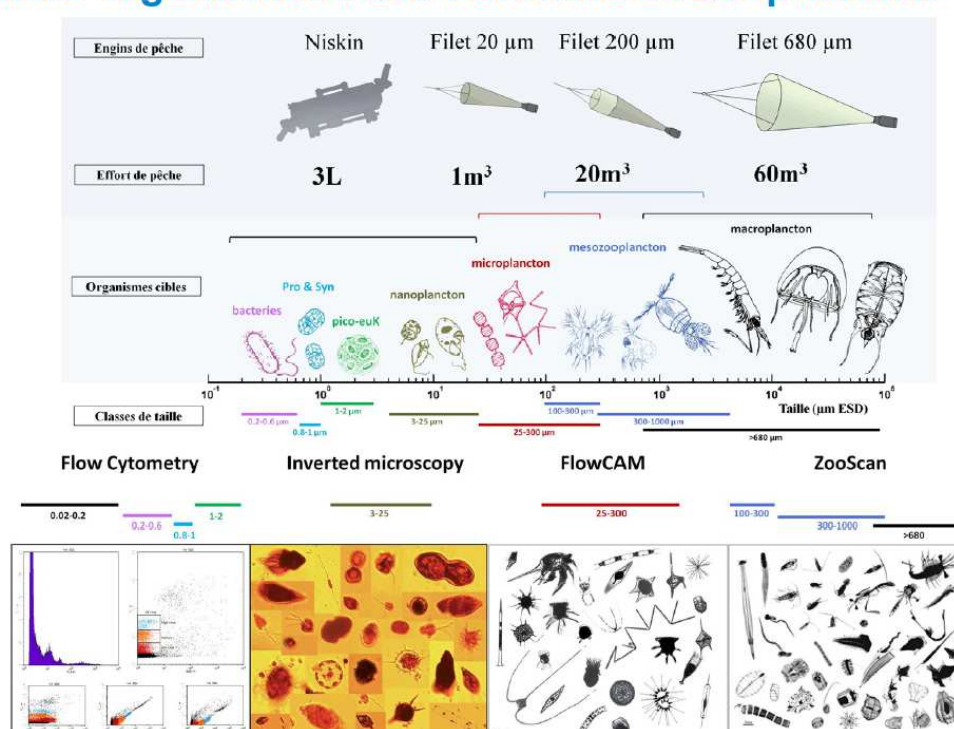 Engins de pêche
Niskin Filet 20 µm Filet 200 µm Filet 680 µm
Effort de pêche
3L 1m³ 20m³ 60m³
macroplancton
mesozooplancton
microplancton
Organismes cibles
Pro & Syn
nanoplancton
bacteries
pico-euK
10⁻¹ 10⁰ 10¹ 10² 10³ 10⁴ 10⁵
Classes de taille
1-2 µm 100-300 µm Taille (µm ESD)
0.2-0.6 µm 3-25 µm 300-1000 µm
0.8-1 µm 25-300 µm >680 µm
Flow Cytometry Inverted microscopy FlowCAM ZooScan
0.02-0.2 1-2 3-25 25-300 100-300
0.2-0.6 300-1000
0.8-1 >680